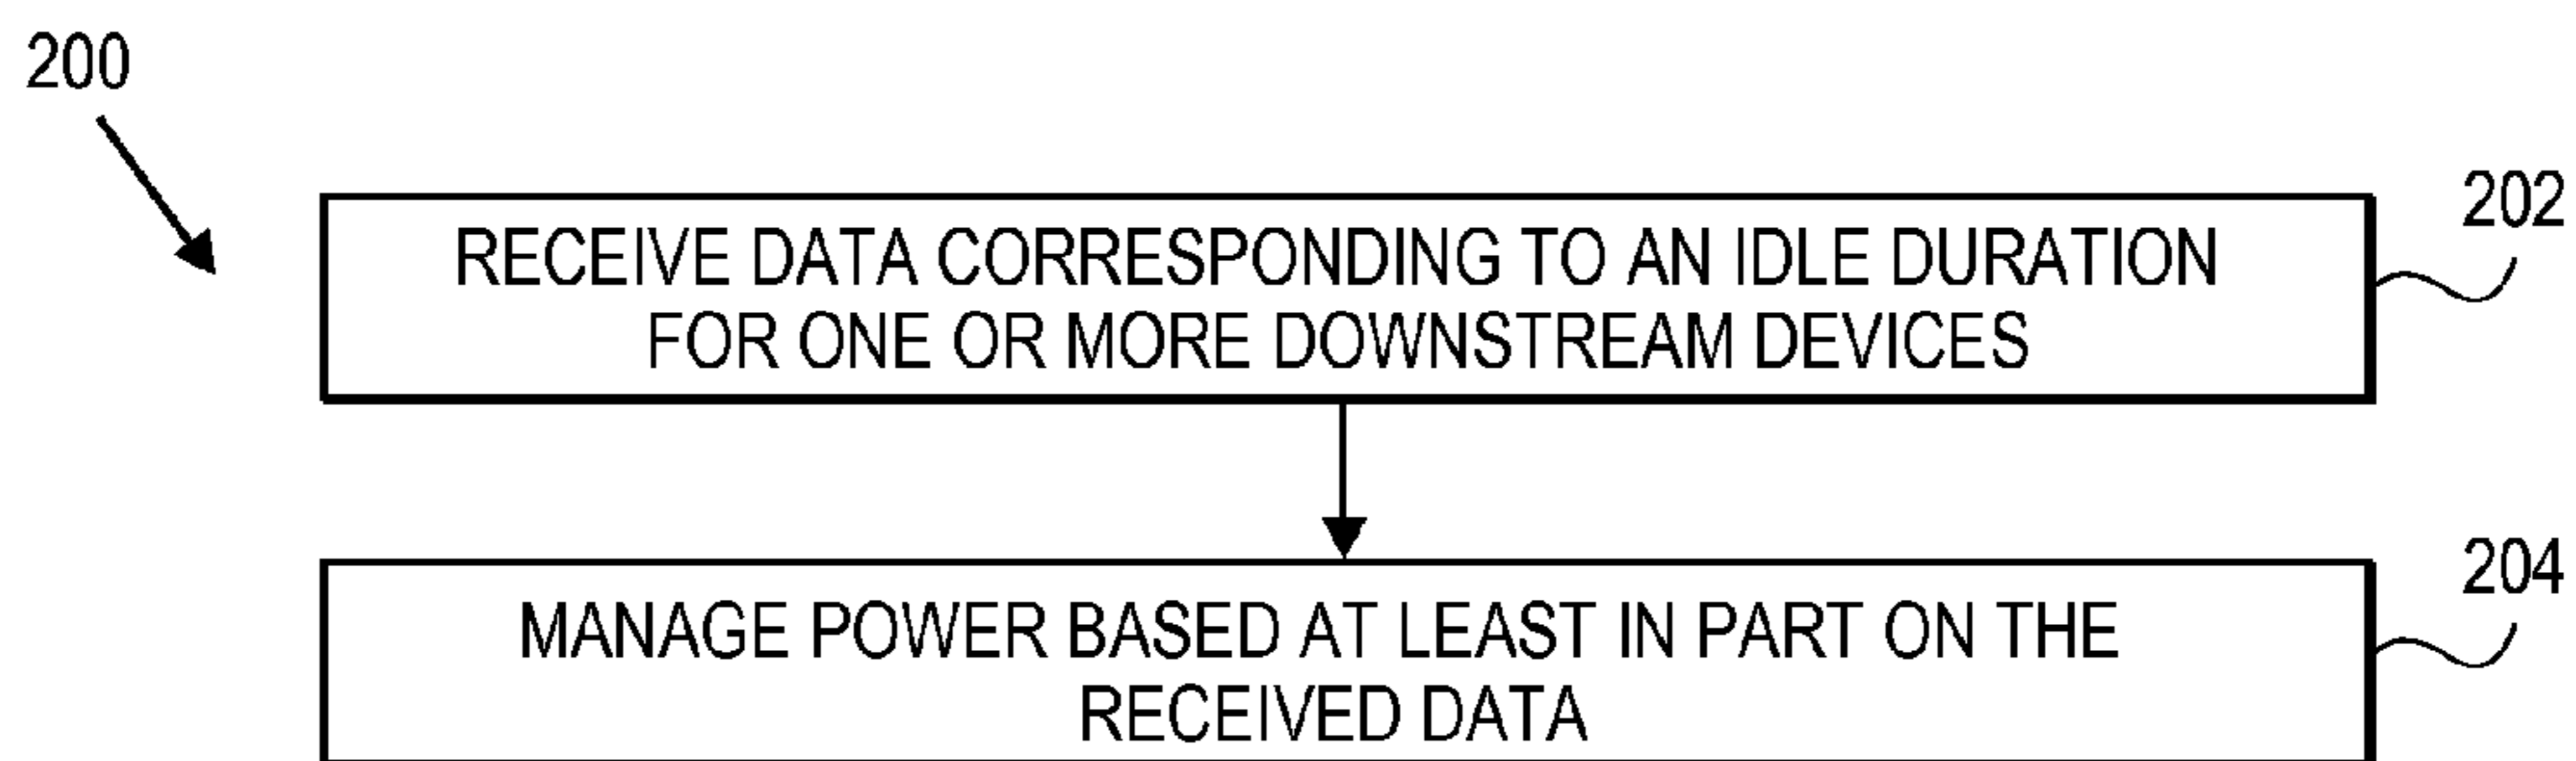 200
202
RECEIVE DATA CORRESPONDING TO AN IDLE DURATION
FOR ONE OR MORE DOWNSTREAM DEVICES
204
MANAGE POWER BASED AT LEAST IN PART ON THE
RECEIVED DATA